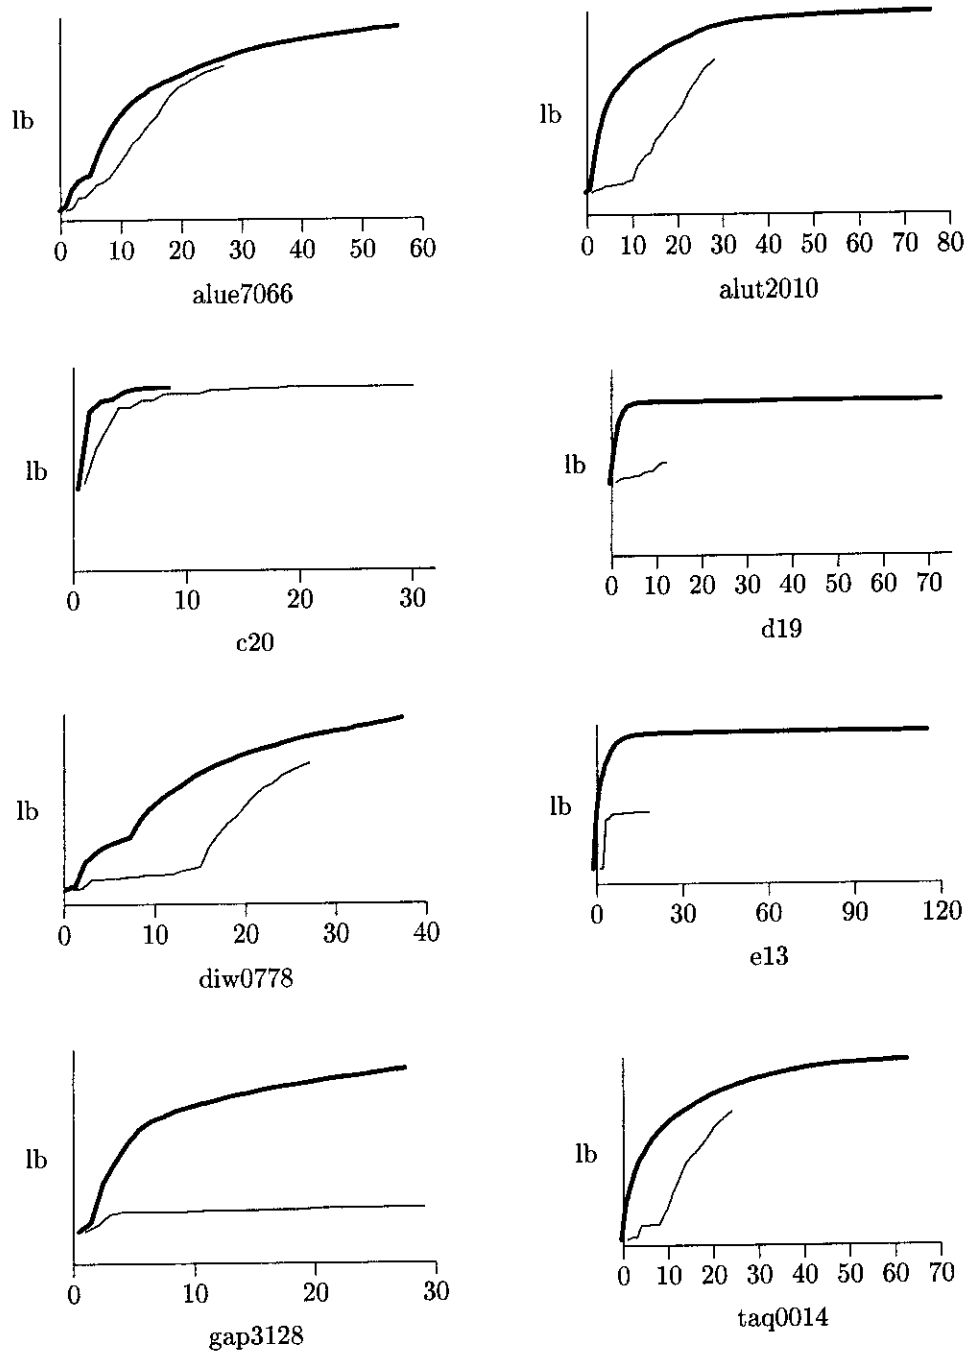 lb
0 10 20 30 40 50 60
alue7066
lb
0 10 20 30 40 50 60 70 80
alut2010
lb
0 10 20 30
c20
lb
0 10 20 30 40 50 60 70
d19
lb
0 10 20 30 40
diw0778
lb
0 30 60 90 120
e13
lb
0 10 20 30
gap3128
lb
0 10 20 30 40 50 60 70
taq0014